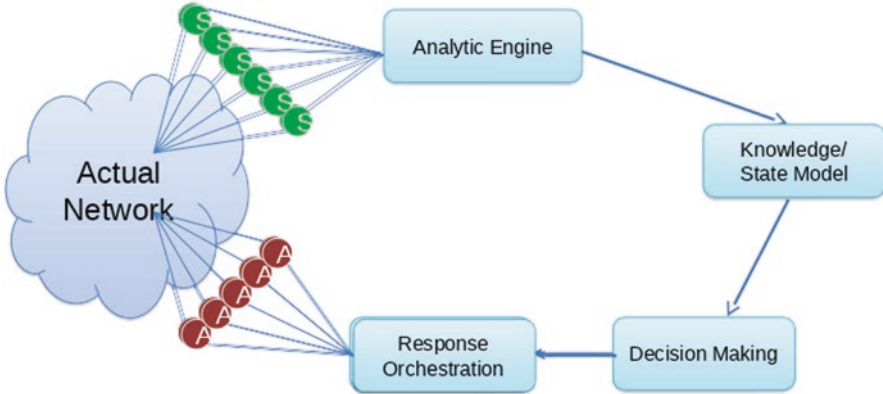 S
S
S
S
S
S
Analytic Engine
Knowledge/
State Model
Actual
Network
A
A
A
A
A
Response
Orchestration
Decision Making